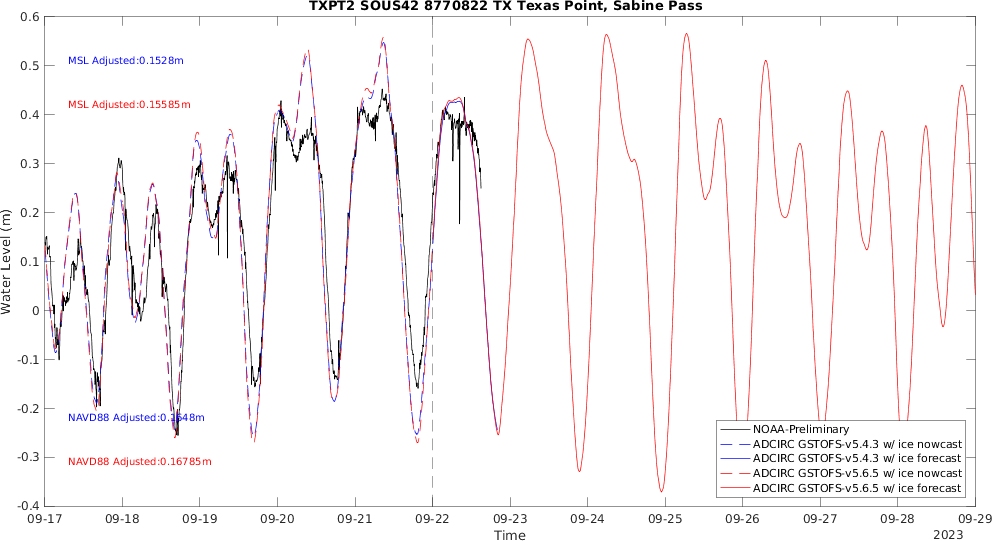 TXPT2 SOUS42 8770822 TX Texas Point, Sabine Pass
Water Level (m)
0.6
0.5
0.4
0.3
0.2
0.1
0
-0.1
-0.2
-0.3
-0.4
MSL Adjusted:0.1528m
MSL Adjusted:0.15585m
NAVD88 Adjusted:0.1648m
NAVD88 Adjusted:0.16785m
NOAA-Preliminary
ADCIRC GSTOFS-v5.4.3 w/ ice nowcast
ADCIRC GSTOFS-v5.4.3 w/ ice forecast
ADCIRC GSTOFS-v5.6.5 w/ ice nowcast
ADCIRC GSTOFS-v5.6.5 w/ ice forecast
09-17 09-18 09-19 09-20 09-21 09-22 09-23 09-24 09-25 09-26 09-27 09-28 09-29
Time
2023